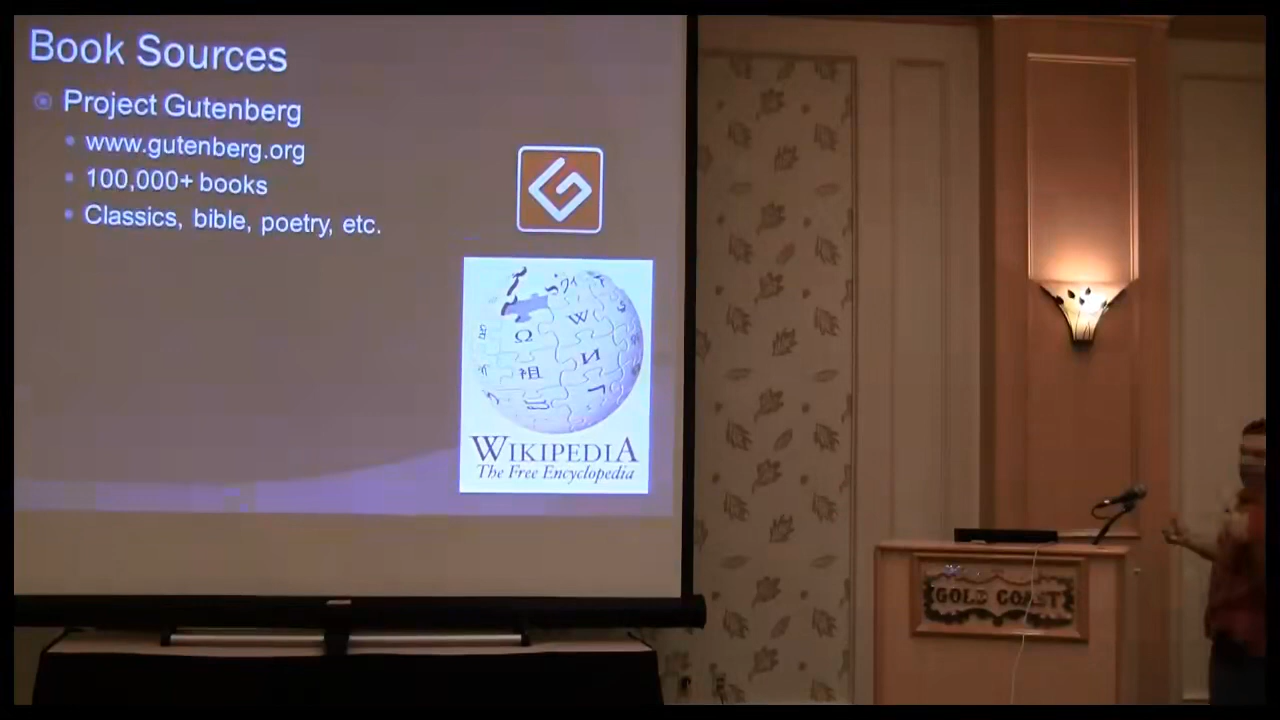 Book Sources
Project Gutenberg
www.gutenberg.org
100,000+ books
Classics, bible, poetry, etc.
Ω
W
И
祖
WIKIPEDIA
The Free Encyclopedia
GOLD COAST